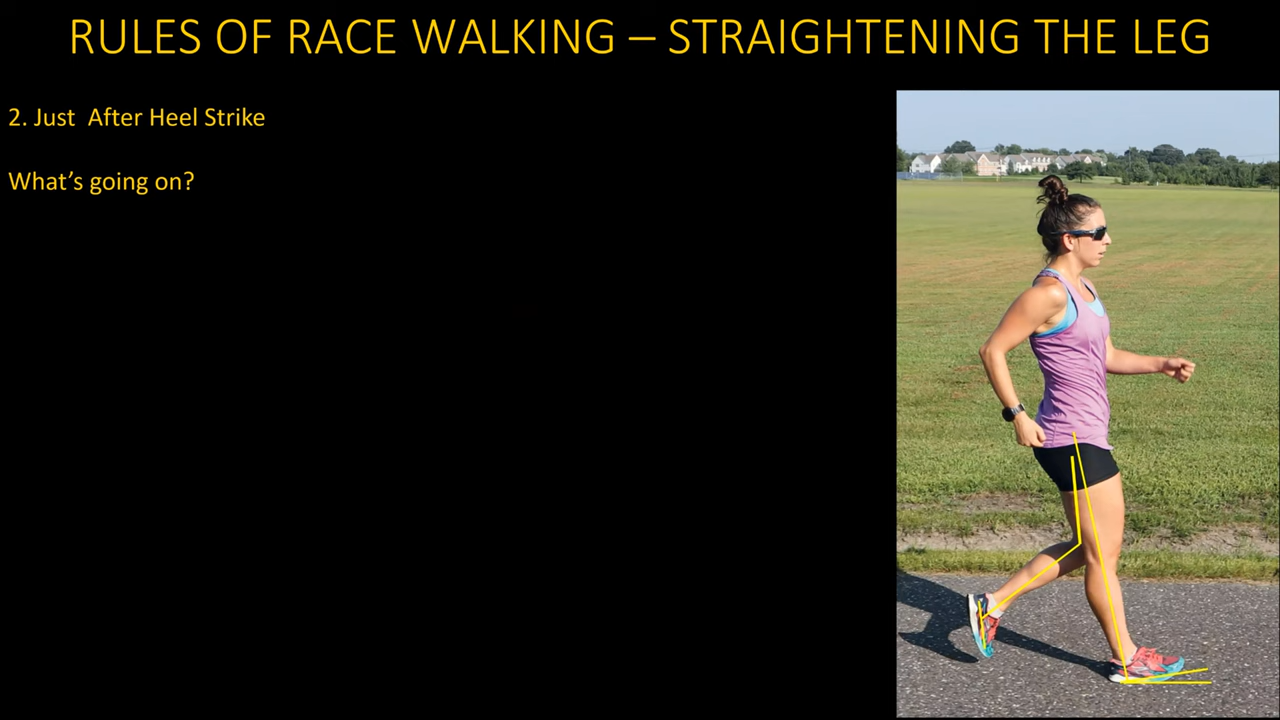 RULES OF RACE WALKING – STRAIGHTENING THE LEG
2. Just  After Heel Strike
What’s going on?